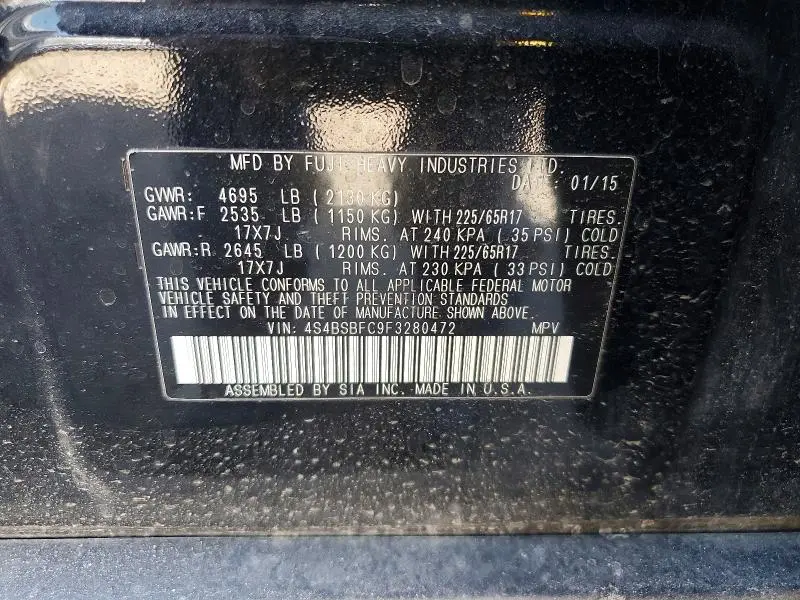 MFD BY FUJI HEAVY INDUSTRIES LTD.
DATE: 01/15
GVWR: 4695 LB ( 2130 KG)
GAWR:F 2535 LB ( 1150 KG) WITH 225/65R17 TIRES.
17X7J RIMS. AT 240 KPA ( 35 PSI) COLD
GAWR:R 2645 LB ( 1200 KG) WITH 225/65R17 TIRES.
17X7J RIMS. AT 230 KPA ( 33 PSI) COLD
THIS VEHICLE CONFORMS TO ALL APPLICABLE FEDERAL MOTOR
VEHICLE SAFETY AND THEFT PREVENTION STANDARDS
IN EFFECT ON THE DATE OF MANUFACTURE SHOWN ABOVE.
VIN: 4S4BSBFC9F3280472 MPV
ASSEMBLED BY SIA INC. MADE IN U.S.A.